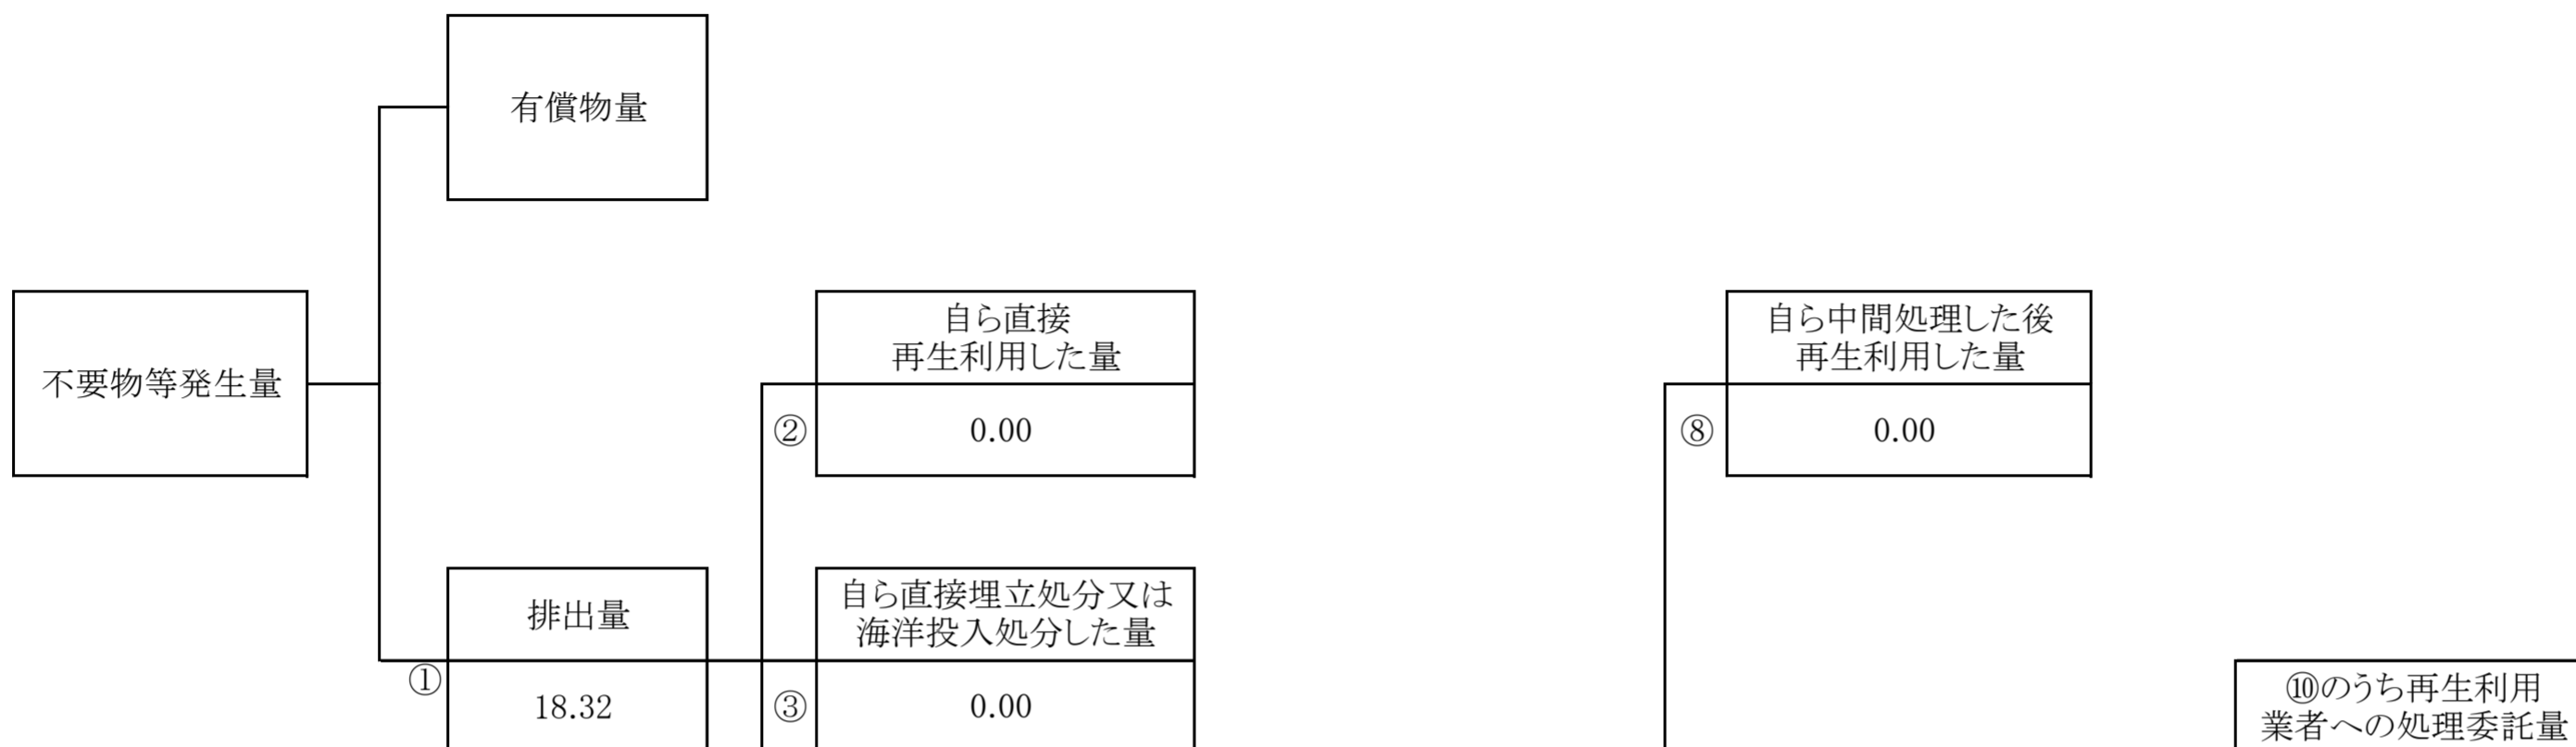 有償物量
不要物等発生量
自ら直接
再生利用した量
② 0.00
自ら中間処理した後
再生利用した量
⑧ 0.00
排出量
① 18.32
自ら直接埋立処分又は
海洋投入処分した量
③ 0.00
⑩のうち再生利用
業者への処理委託量